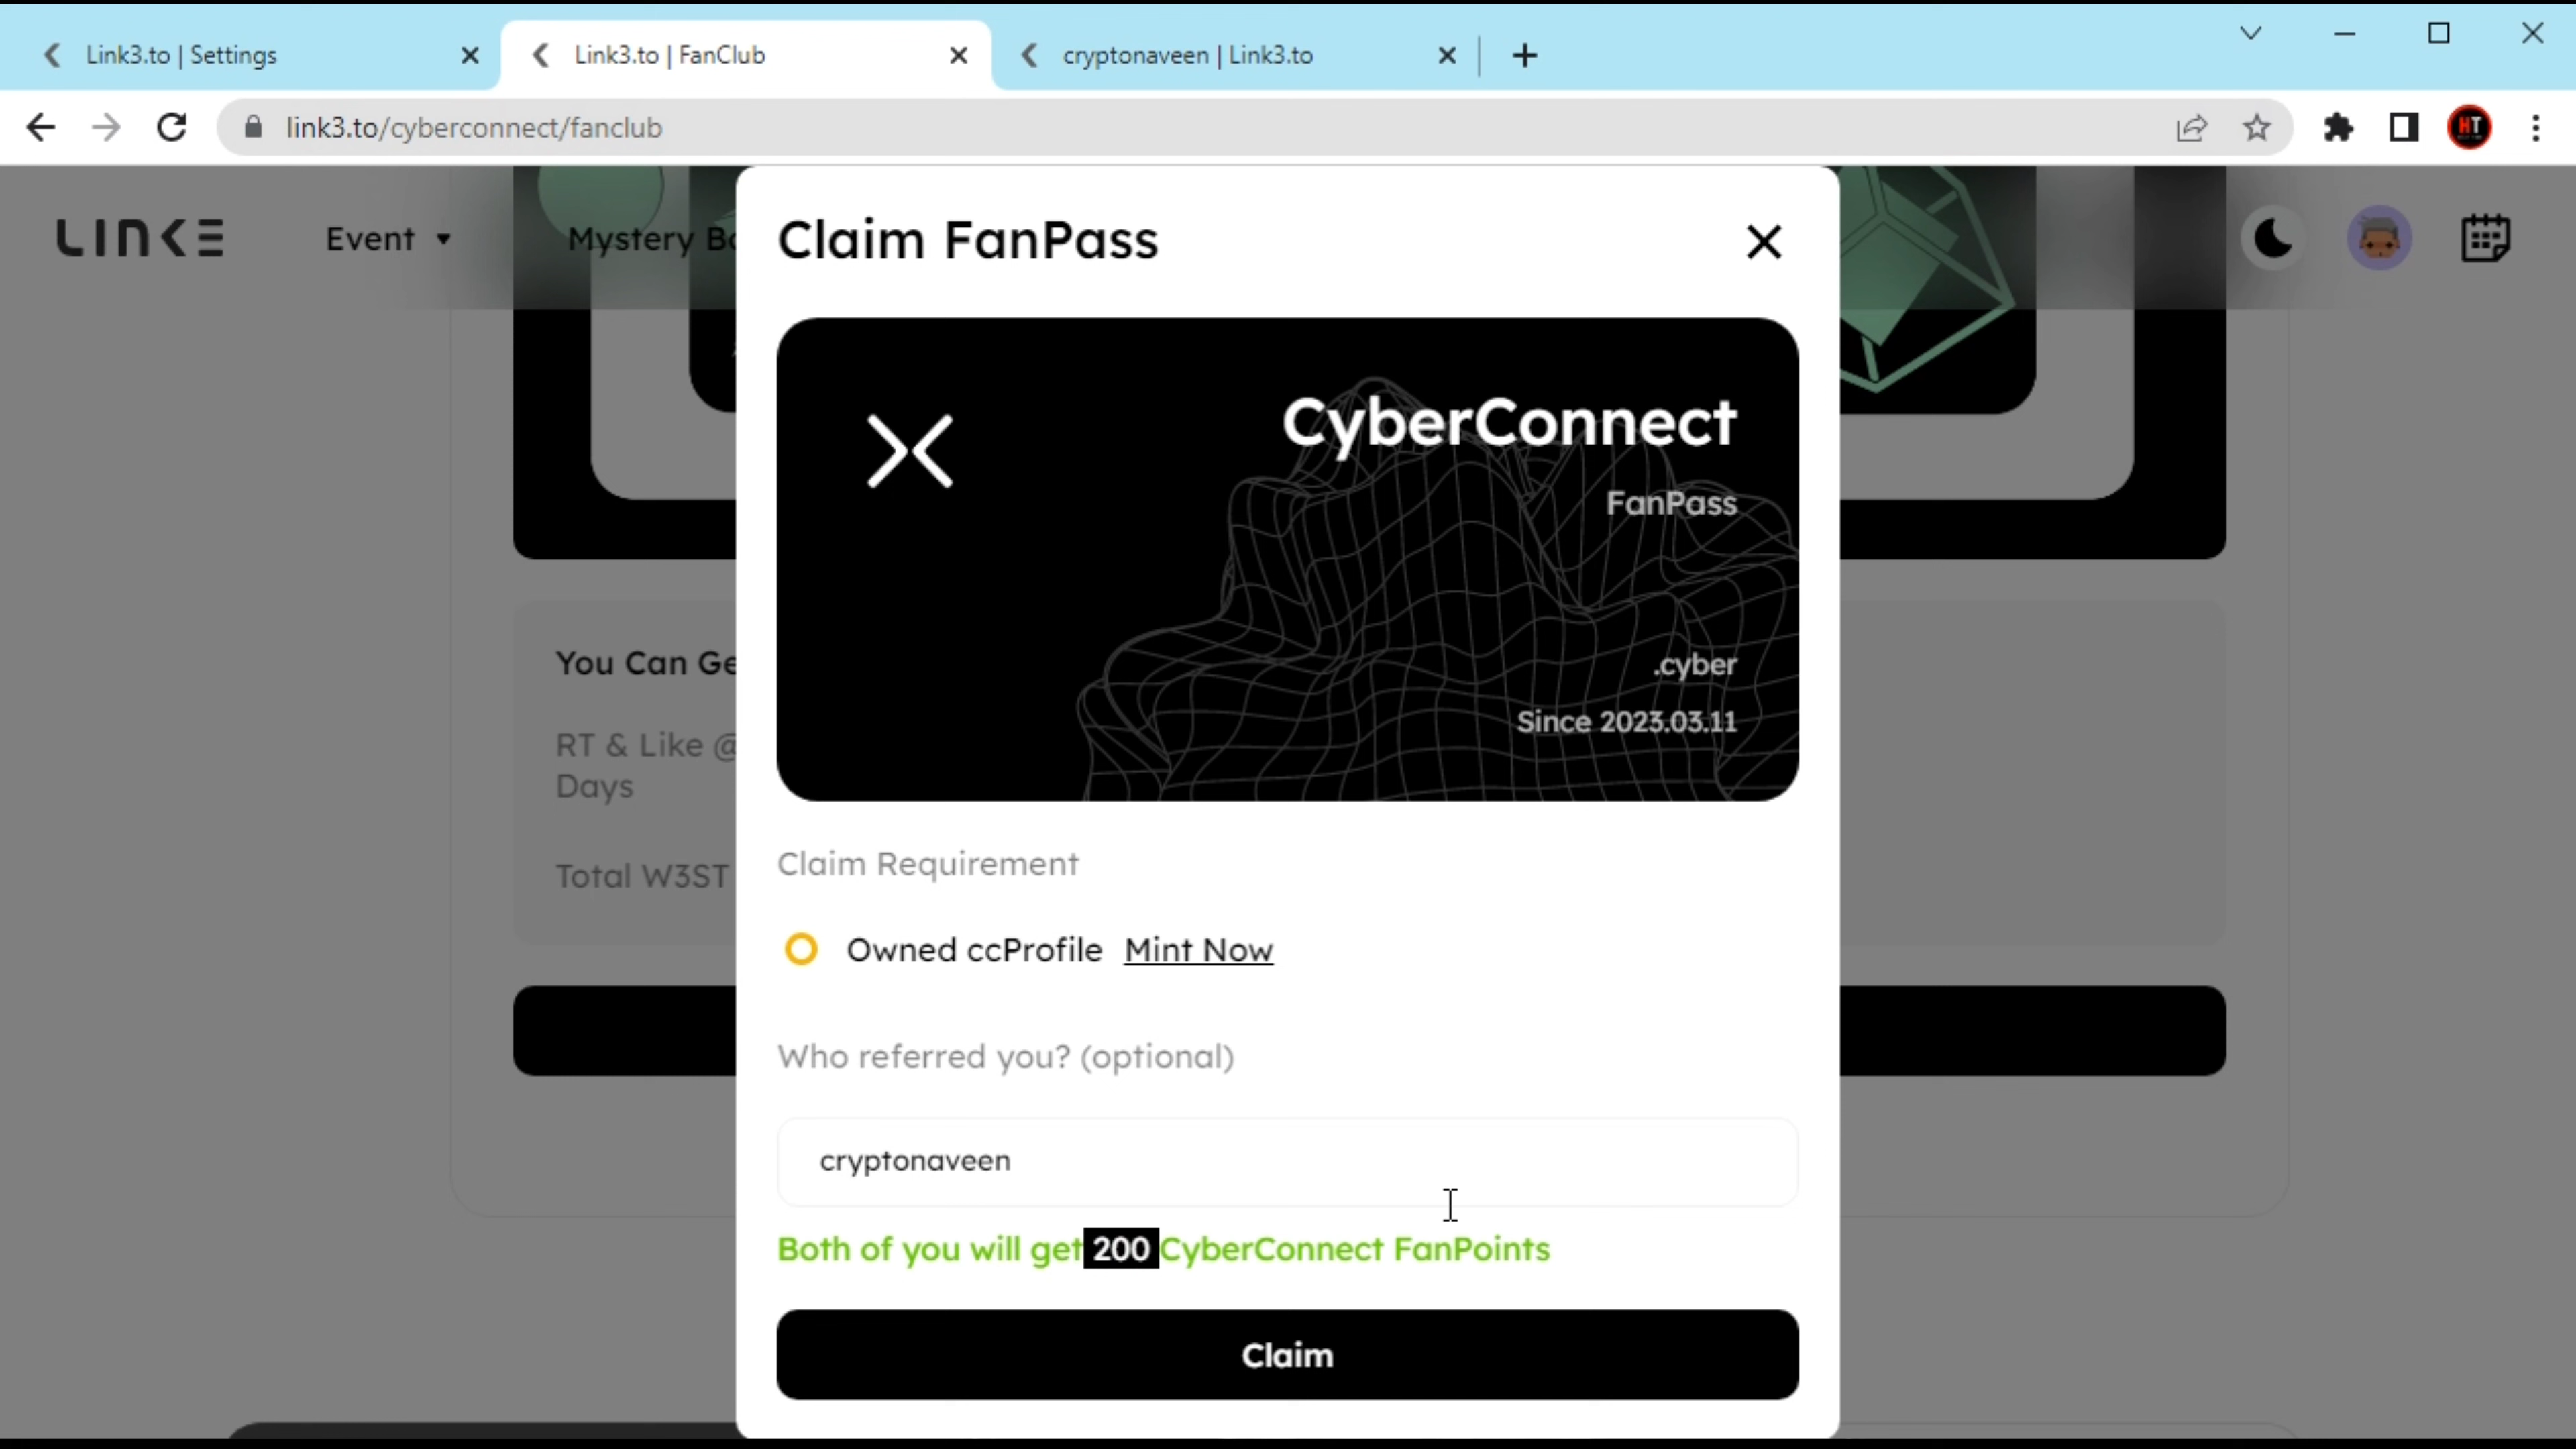 Link3.to | Settings
Link3.to | FanClub
cryptonaveen | Link3.to
link3.to/cyberconnect/fanclub
HT
LINK3
Event
Mystery Bo
Claim FanPass
CyberConnect
FanPass
.cyber
Since 2023.03.11
You Can Ge
RT & Like @
Days
Total W3ST
Claim Requirement
Owned ccProfile Mint Now
Who referred you? (optional)
cryptonaveen
Both of you will get 200 CyberConnect FanPoints
Claim